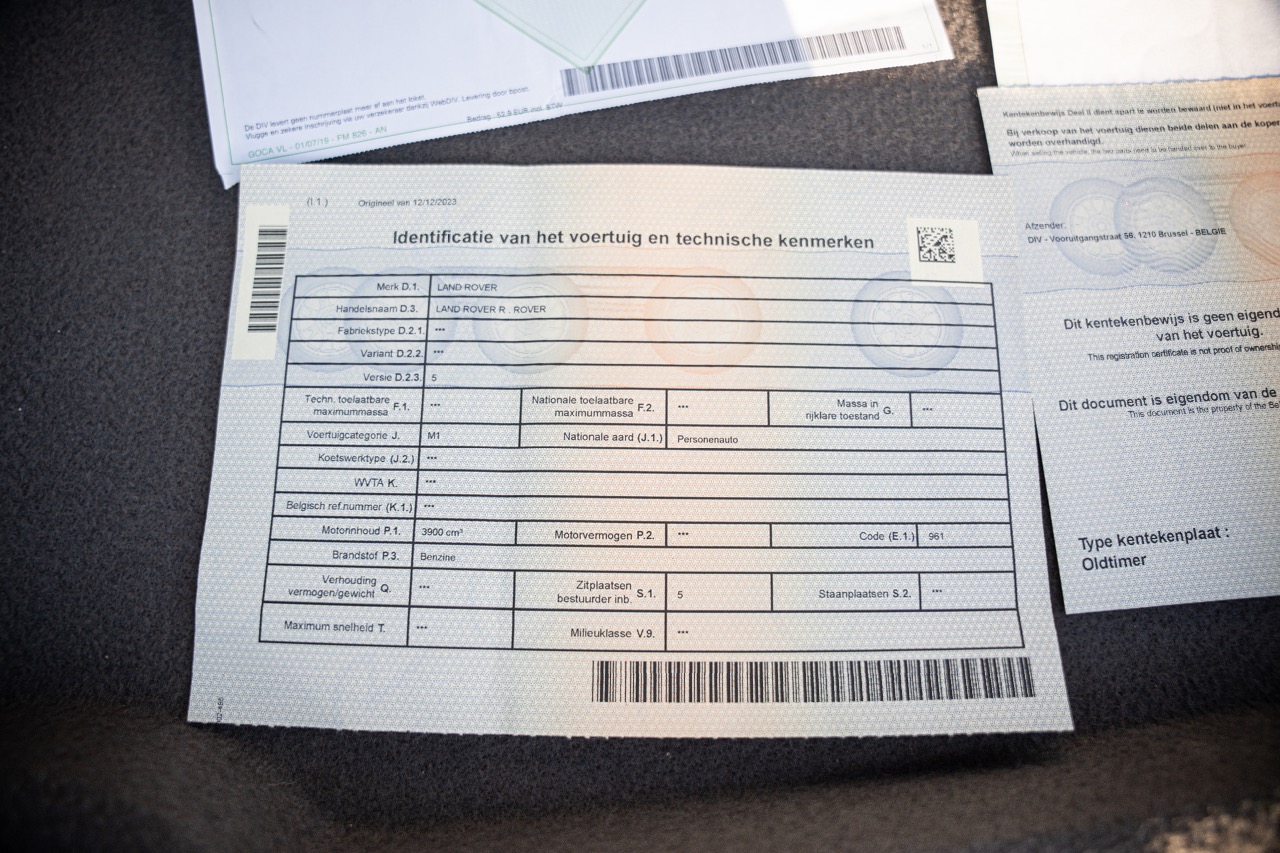 De DIV levert geen nummerplaat meer af aan het loket.
Vlugge en zekere inschrijving via uw verzekeraar dankzij WebDIV. Levering door bpost.
Bedrag : 52,9 EUR incl. BTW
GOCA VL - 01/07/19 - FM 826 - AN
1/1
Kentekenbewijs Deel II dient apart te worden bewaard (niet in het
Bij verkoop van het voertuig dienen beide delen aan de koper
worden overhandigd.
When selling the vehicle, the two parts need to be handed over to the buyer.
Afzender:
DIV - Vooruitgangstraat 56, 1210 Brussel - BELGIE
Dit kentekenbewijs is geen
van het voertuig.
This registration certificate is not proof of
Dit document is eigendom van de
This document is the property of the
Type kentekenplaat :
Oldtimer
(I.1.) Origineel van 12/12/2023
Identificatie van het voertuig en technische kenmerken
Merk D.1. LAND ROVER
Handelsnaam D.3. LAND ROVER R . ROVER
Fabriekstype D.2.1. ***
Variant D.2.2. ***
Versie D.2.3. 5
Techn. toelaatbare
maximummassa F.1. ***
Nationale toelaatbare
maximummassa F.2. ***
Massa in
rijklare toestand G. ***
Voertuigcategorie J. M1 Nationale aard (J.1.) Personenauto
Koetswerktype (J.2.) ***
WVTA K. ***
Belgisch ref.nummer (K.1.) ***
Motorinhoud P.1. 3900 cm³ Motorvermogen P.2. *** Code (E.1.) 961
Brandstof P.3. Benzine
Verhouding
vermogen/gewicht Q. ***
Zitplaatsen
bestuurder inb. S.1. 5
Staanplaatsen S.2. ***
Maximum snelheid T. *** Milieuklasse V.9. ***